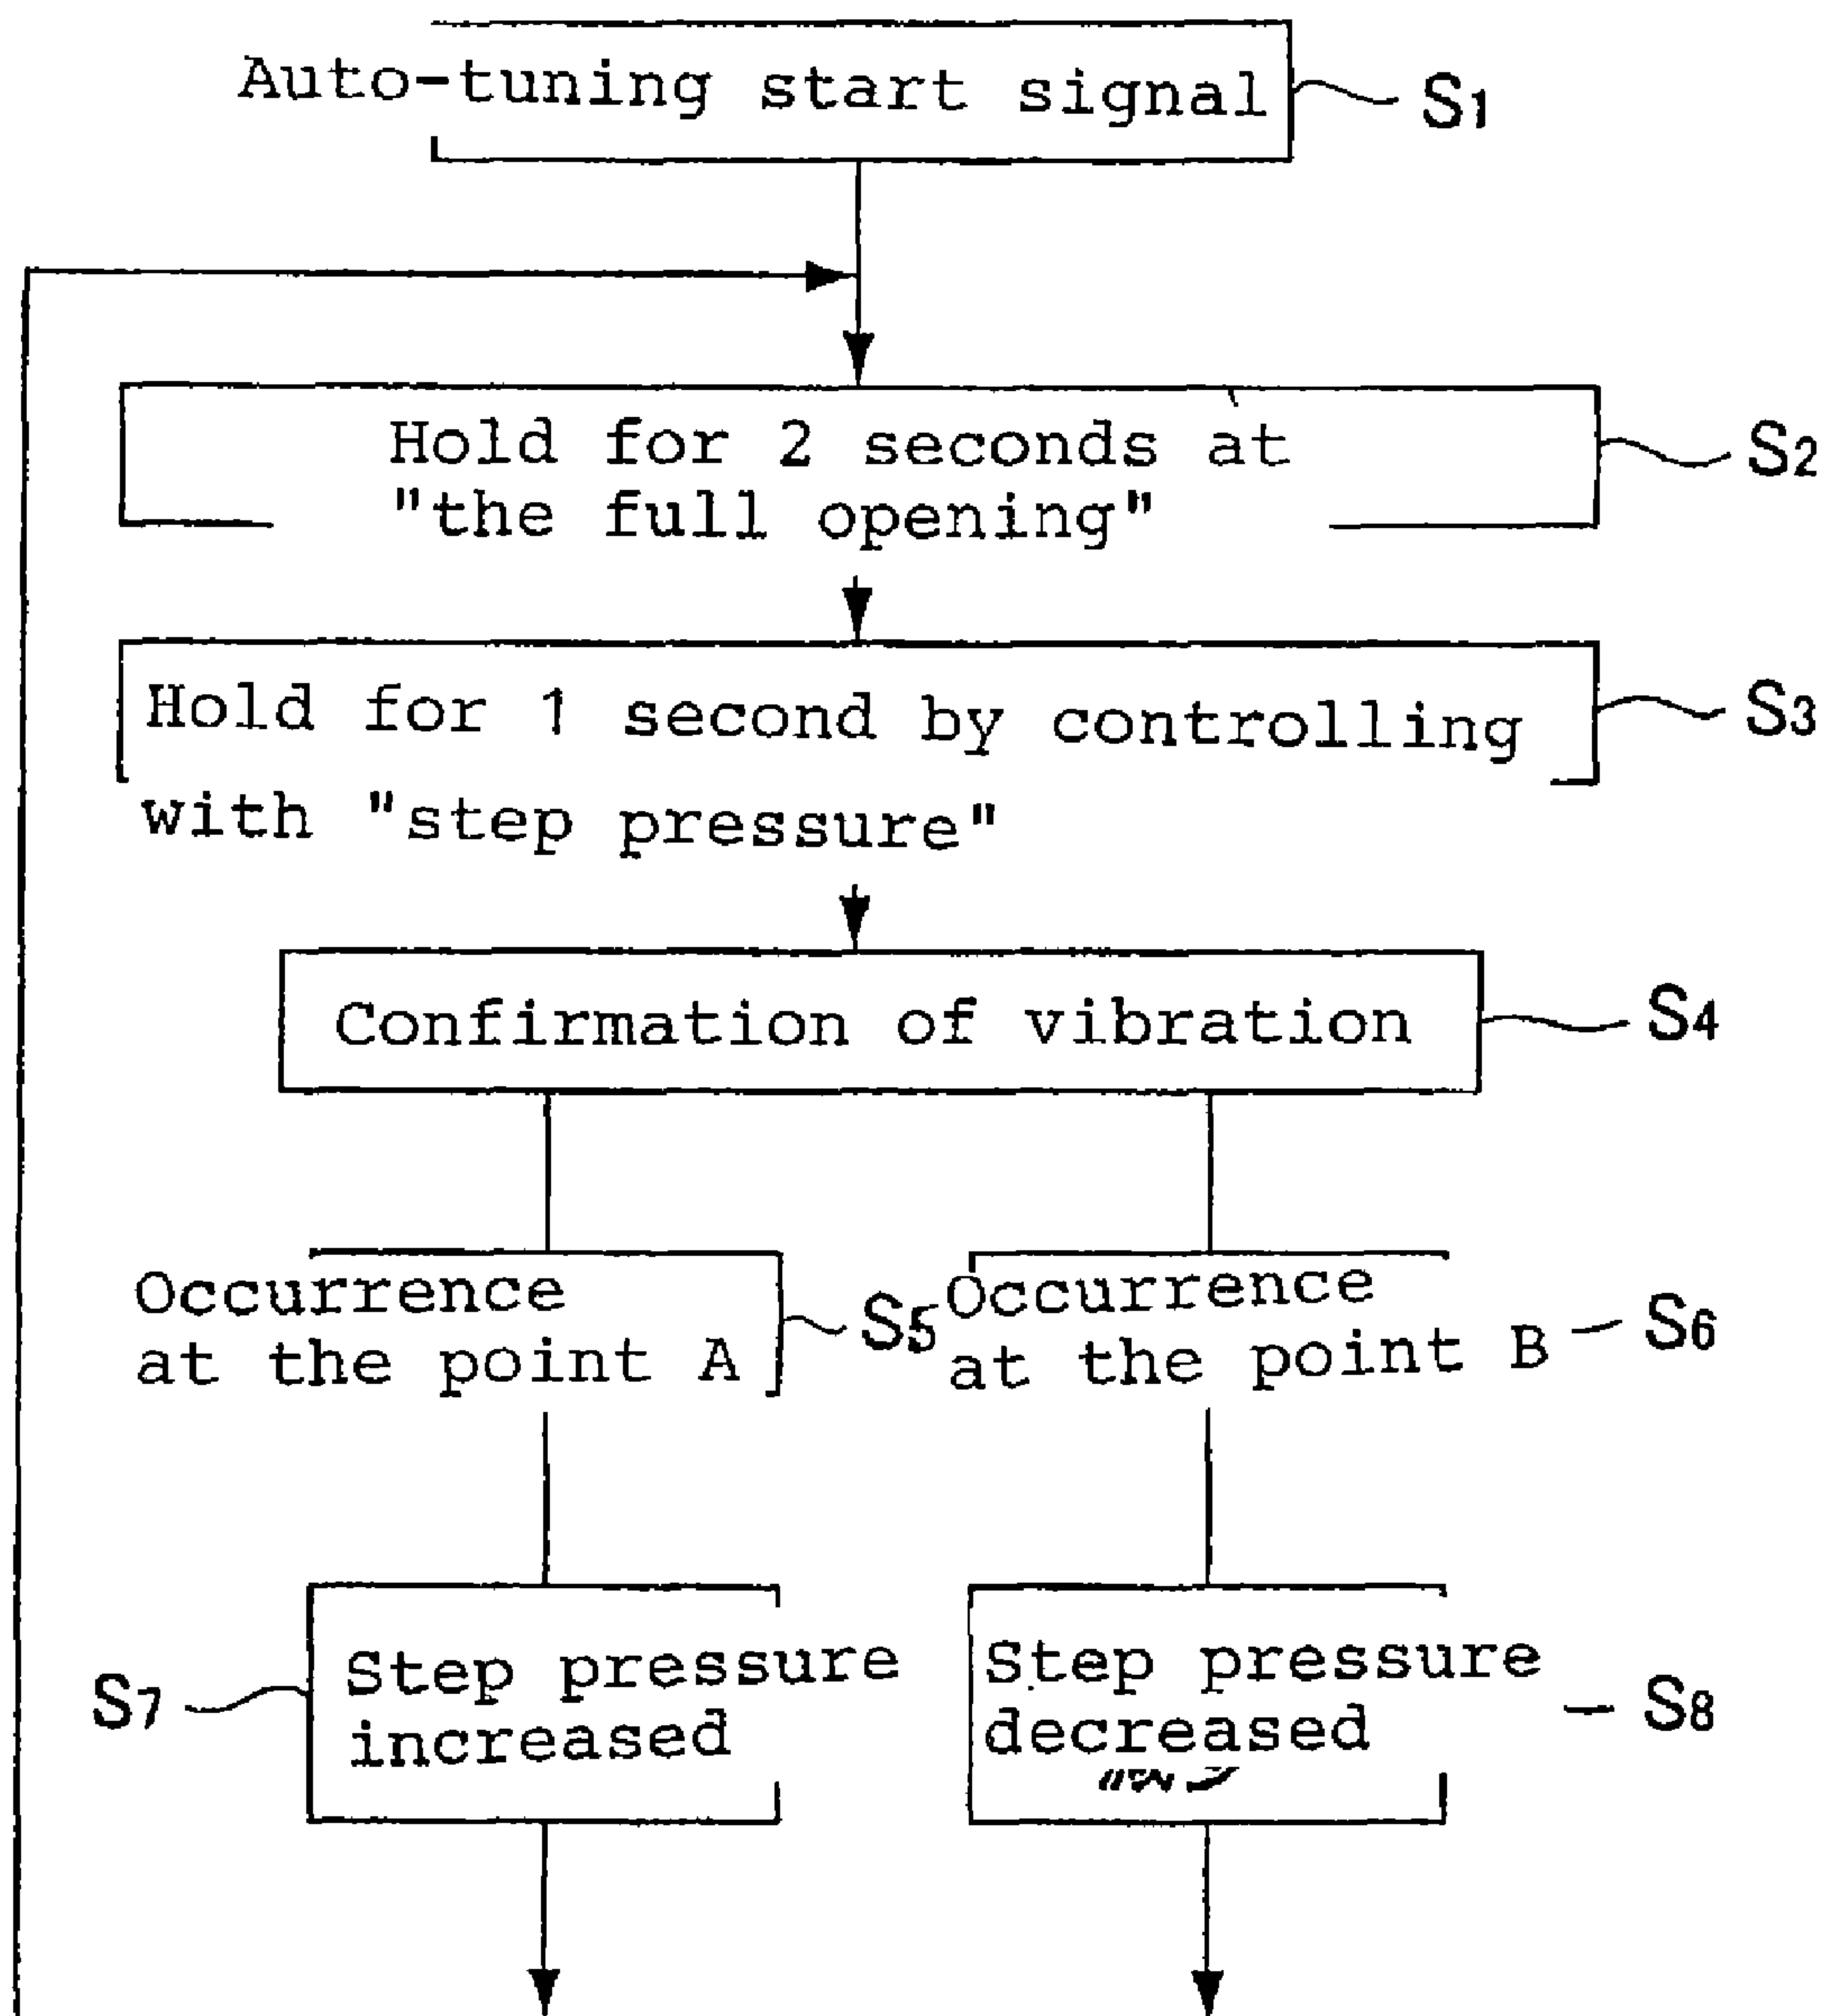 Auto-tuning start signal
S1
Hold for 2 seconds at
"the full opening"
S2
Hold for 1 second by controlling
with "step pressure"
S3
Confirmation of vibration
S4
Occurrence
at the point A
S5
Occurrence
at the point B
S6
S7
Step pressure
increased
Step pressure
decreased
S8